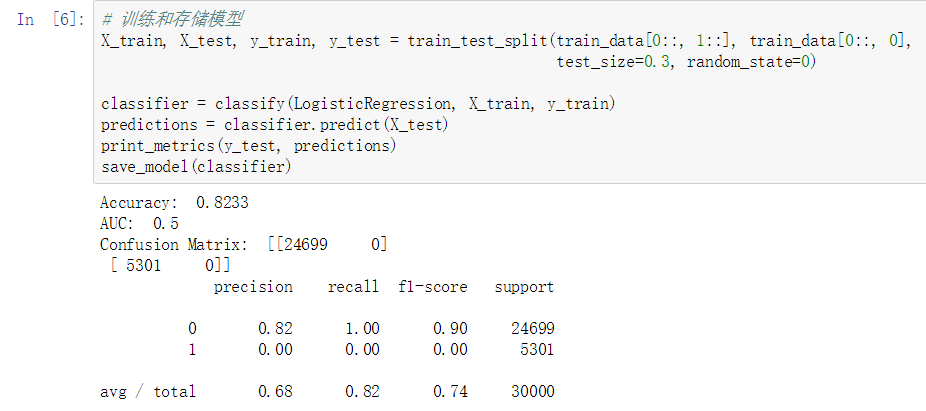 In [6]:
# 训练和存储模型
X_train, X_test, y_train, y_test = train_test_split(train_data[0::, 1::], train_data[0::, 0],
test_size=0.3, random_state=0)
classifier = classify(LogisticRegression, X_train, y_train)
predictions = classifier.predict(X_test)
print_metrics(y_test, predictions)
save_model(classifier)
Accuracy:  0.8233
AUC:  0.5
Confusion Matrix:  [[24699     0]
[ 5301     0]]
precision    recall  f1-score   support
0       0.82      1.00      0.90     24699
1       0.00      0.00      0.00      5301
avg / total       0.68      0.82      0.74     30000